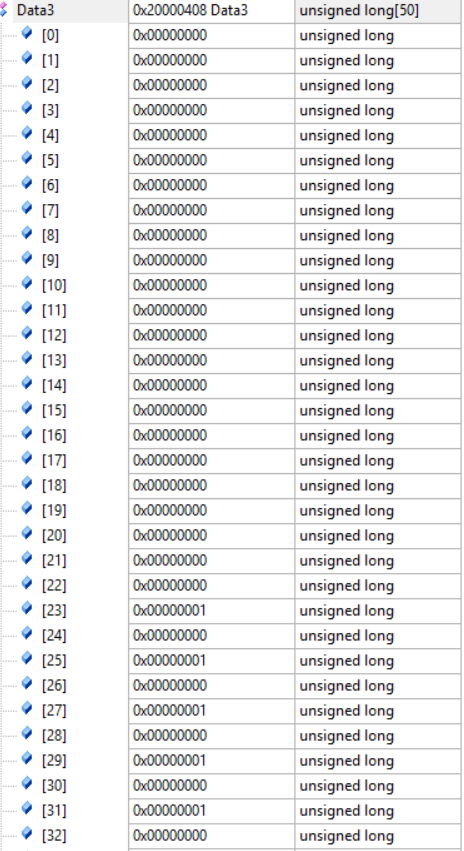 Data3 0x20000408 Data3 unsigned long[50]
[0] 0x00000000 unsigned long
[1] 0x00000000 unsigned long
[2] 0x00000000 unsigned long
[3] 0x00000000 unsigned long
[4] 0x00000000 unsigned long
[5] 0x00000000 unsigned long
[6] 0x00000000 unsigned long
[7] 0x00000000 unsigned long
[8] 0x00000000 unsigned long
[9] 0x00000000 unsigned long
[10] 0x00000000 unsigned long
[11] 0x00000000 unsigned long
[12] 0x00000000 unsigned long
[13] 0x00000000 unsigned long
[14] 0x00000000 unsigned long
[15] 0x00000000 unsigned long
[16] 0x00000000 unsigned long
[17] 0x00000000 unsigned long
[18] 0x00000000 unsigned long
[19] 0x00000000 unsigned long
[20] 0x00000000 unsigned long
[21] 0x00000000 unsigned long
[22] 0x00000000 unsigned long
[23] 0x00000001 unsigned long
[24] 0x00000000 unsigned long
[25] 0x00000001 unsigned long
[26] 0x00000000 unsigned long
[27] 0x00000001 unsigned long
[28] 0x00000000 unsigned long
[29] 0x00000001 unsigned long
[30] 0x00000000 unsigned long
[31] 0x00000001 unsigned long
[32] 0x00000000 unsigned long